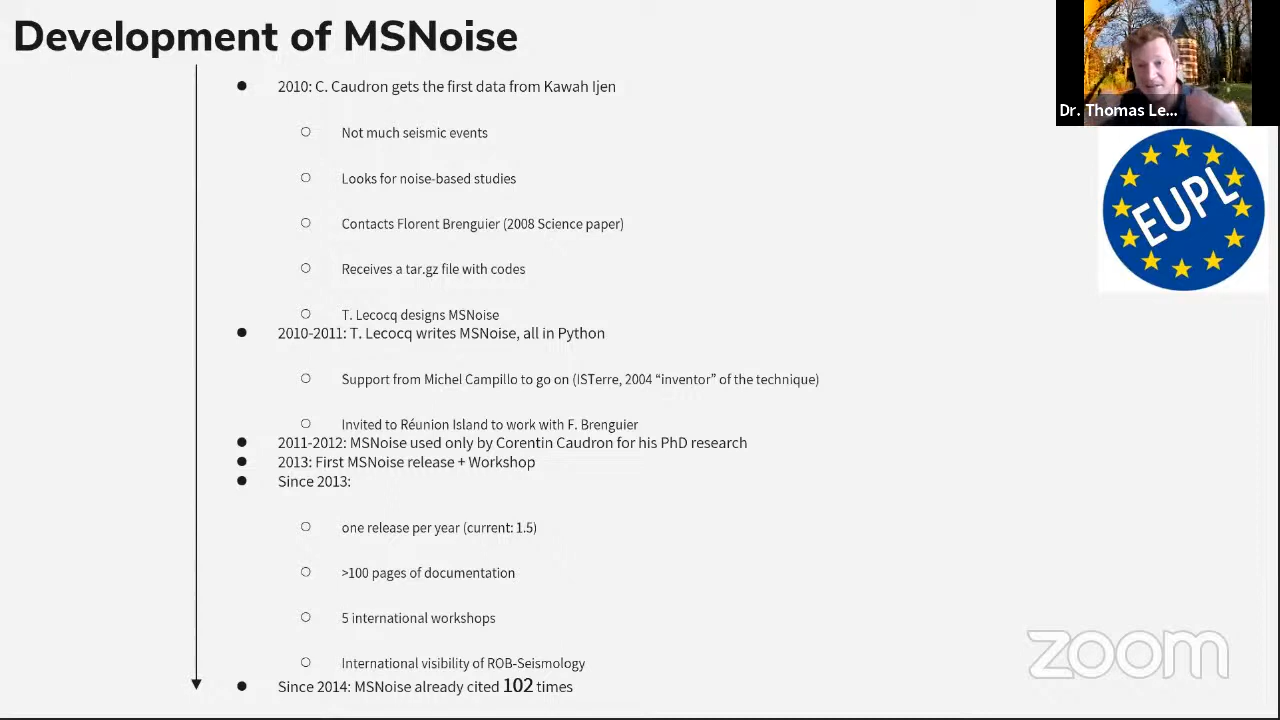 Development of MSNoise
Dr. Thomas Le...
EUPL
2010: C. Caudron gets the first data from Kawah Ijen
Not much seismic events
Looks for noise-based studies
Contacts Florent Brenguier (2008 Science paper)
Receives a tar.gz file with codes
T. Lecocq designs MSNoise
2010-2011: T. Lecocq writes MSNoise, all in Python
Support from Michel Campillo to go on (ISTerre, 2004 “inventor” of the technique)
Invited to Réunion Island to work with F. Brenguier
2011-2012: MSNoise used only by Corentin Caudron for his PhD research
2013: First MSNoise release + Workshop
Since 2013:
one release per year (current: 1.5)
>100 pages of documentation
5 international workshops
International visibility of ROB-Seismology
Since 2014: MSNoise already cited 102 times
zoom